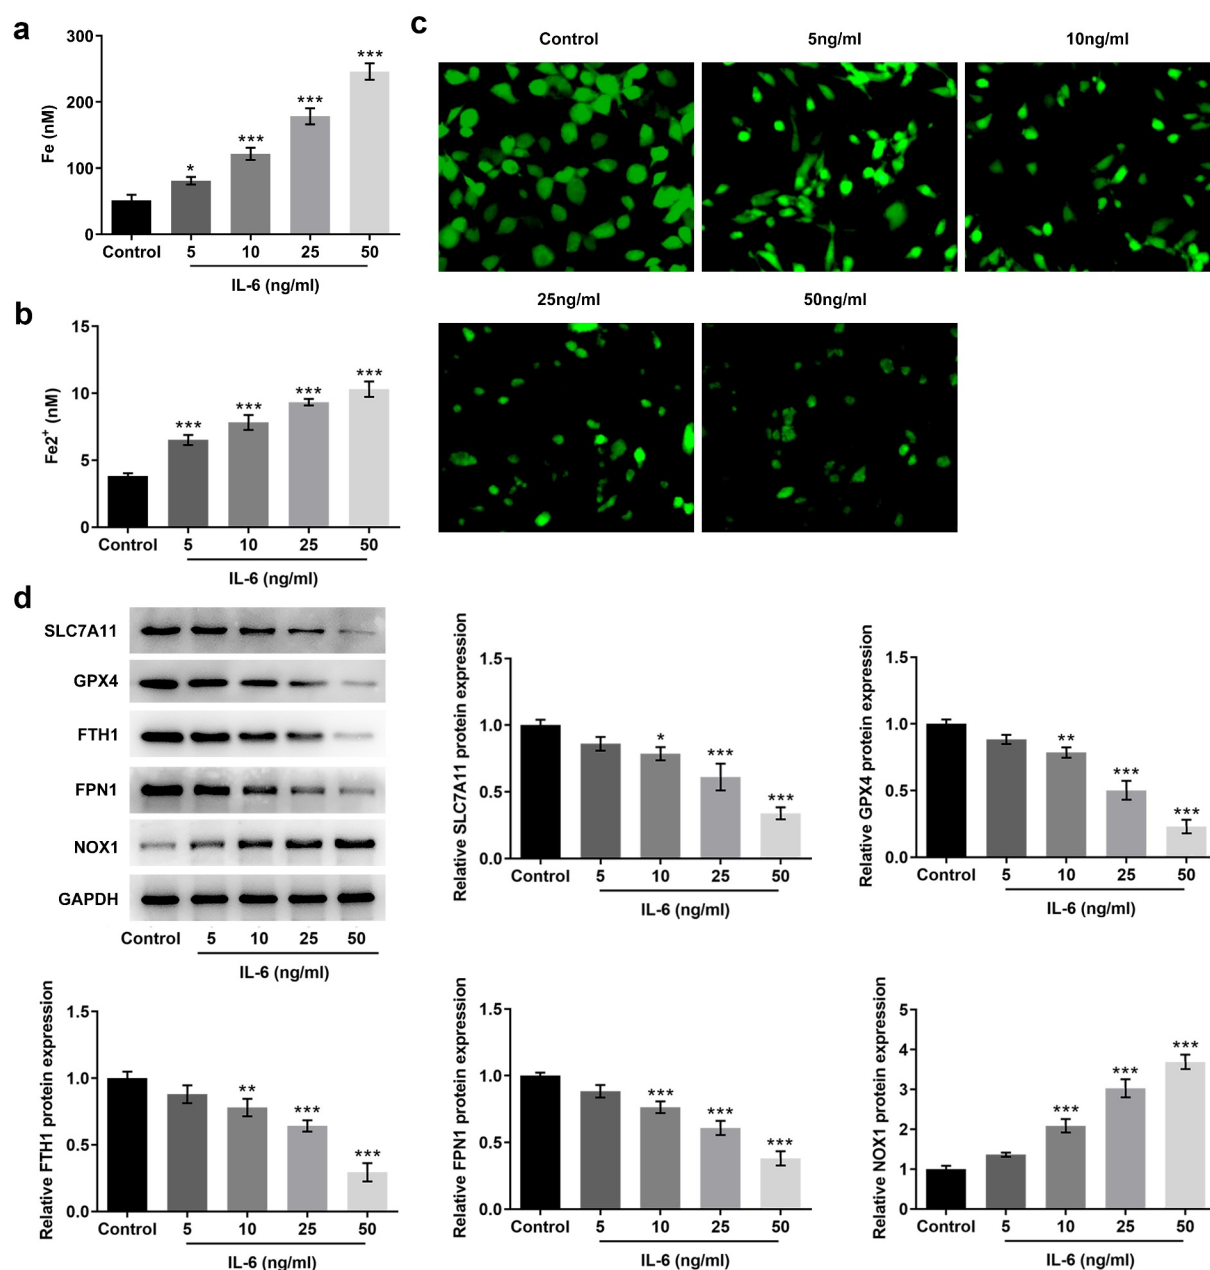 a
300
200
100
0
Fe (nM)
*
***
***
***
Control 5 10 25 50
IL-6 (ng/ml)
b
15
10
5
0
Fe2+ (nM)
***
***
***
***
Control 5 10 25 50
IL-6 (ng/ml)
c
Control 5ng/ml 10ng/ml
25ng/ml 50ng/ml
d
SLC7A11
GPX4
FTH1
FPN1
NOX1
GAPDH
Control 5 10 25 50
IL-6 (ng/ml)
Relative SLC7A11 protein expression
1.5
1.0
0.5
0.0
*
***
***
Control 5 10 25 50
IL-6 (ng/ml)
Relative GPX4 protein expression
1.5
1.0
0.5
0.0
**
***
***
Control 5 10 25 50
IL-6 (ng/ml)
Relative FTH1 protein expression
1.5
1.0
0.5
0.0
**
***
***
Control 5 10 25 50
IL-6 (ng/ml)
Relative FPN1 protein expression
1.5
1.0
0.5
0.0
***
***
***
Control 5 10 25 50
IL-6 (ng/ml)
Relative NOX1 protein expression
5
4
3
2
1
0
***
***
***
Control 5 10 25 50
IL-6 (ng/ml)